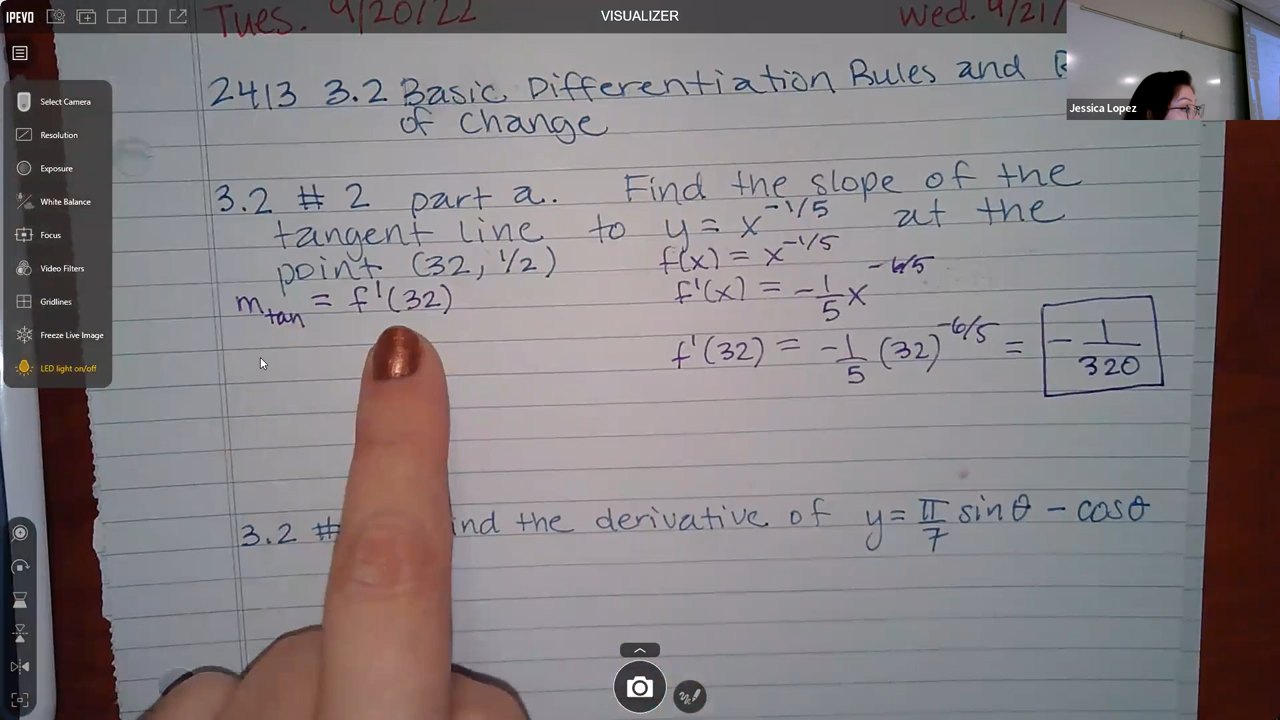 IPEVO
VISUALIZER
Tues. 9/20/22
Wed. 9/21/
Jessica Lopez
Select Camera
Resolution
Exposure
White Balance
Focus
Video Filters
Gridlines
Freeze Live Image
LED light on/off
2413 3.2 Basic Differentiation Rules and
of Change
3.2 # 2 part a. Find the slope of the
tangent line to y = x^-1/5 at the
point (32, 1/2)
f(x) = x^-1/5
m_tan = f'(32)
f'(x) = -1/5 x^-6/5
f'(32) = -1/5 (32)^-6/5 = -1/320
3.2 # ind the derivative of y = π/7 sinθ - cosθ